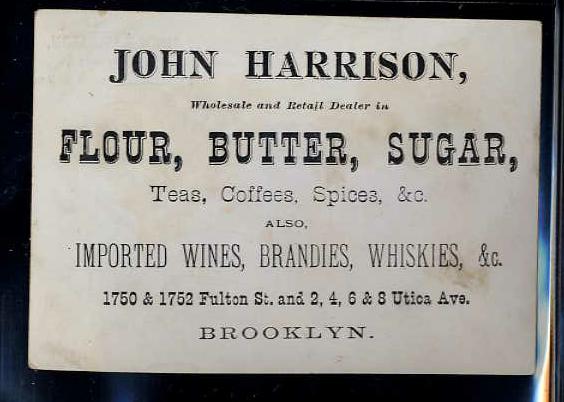 JOHN HARRISON,
Wholesale and Retail Dealer in
FLOUR, BUTTER, SUGAR,
Teas, Coffees, Spices, &c.
ALSO,
IMPORTED WINES, BRANDIES, WHISKIES, &c.
1750 & 1752 Fulton St. and 2, 4, 6 & 8 Utica Ave.
BROOKLYN.